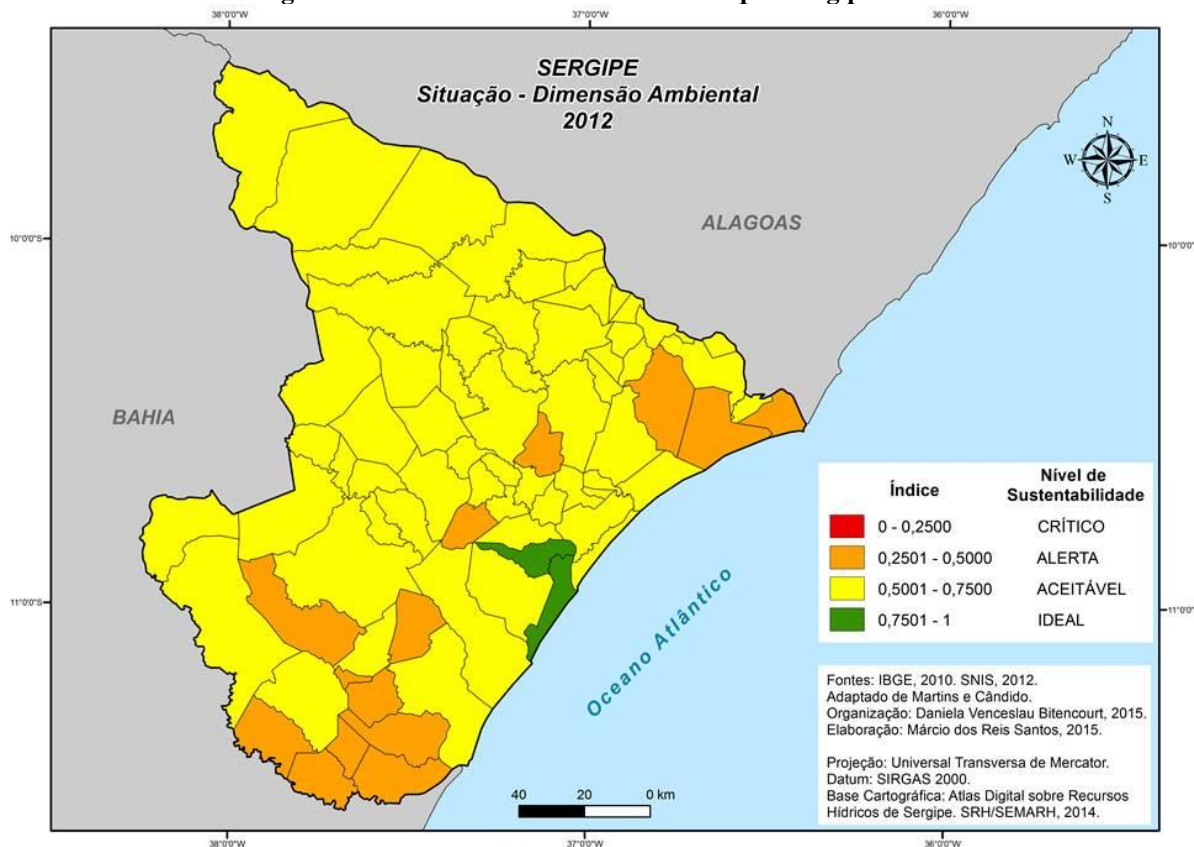 38°0'0"W 37°0'0"W 36°0'0"W
SERGIPE
Situação - Dimensão Ambiental
2012
N
W E
S
ALAGOAS
10°0'0"S
BAHIA
Índice
Nível de
Sustentabilidade
0 - 0,2500 CRÍTICO
0,2501 - 0,5000 ALERTA
0,5001 - 0,7500 ACEITÁVEL
0,7501 - 1 IDEAL
11°0'0"S 11°0'0"S
Oceano Atlântico
Fontes: IBGE, 2010. SNIS, 2012.
Adaptado de Martins e Cândido.
Organização: Daniela Venceslau Bitencourt, 2015.
Elaboração: Márcio dos Reis Santos, 2015.
Projeção: Universal Transversa de Mercator.
Datum: SIRGAS 2000.
Base Cartográfica: Atlas Digital sobre Recursos
Hídricos de Sergipe. SRH/SEMARH, 2014.
40 20 0 km
38°0'0"W 37°0'0"W 36°0'0"W